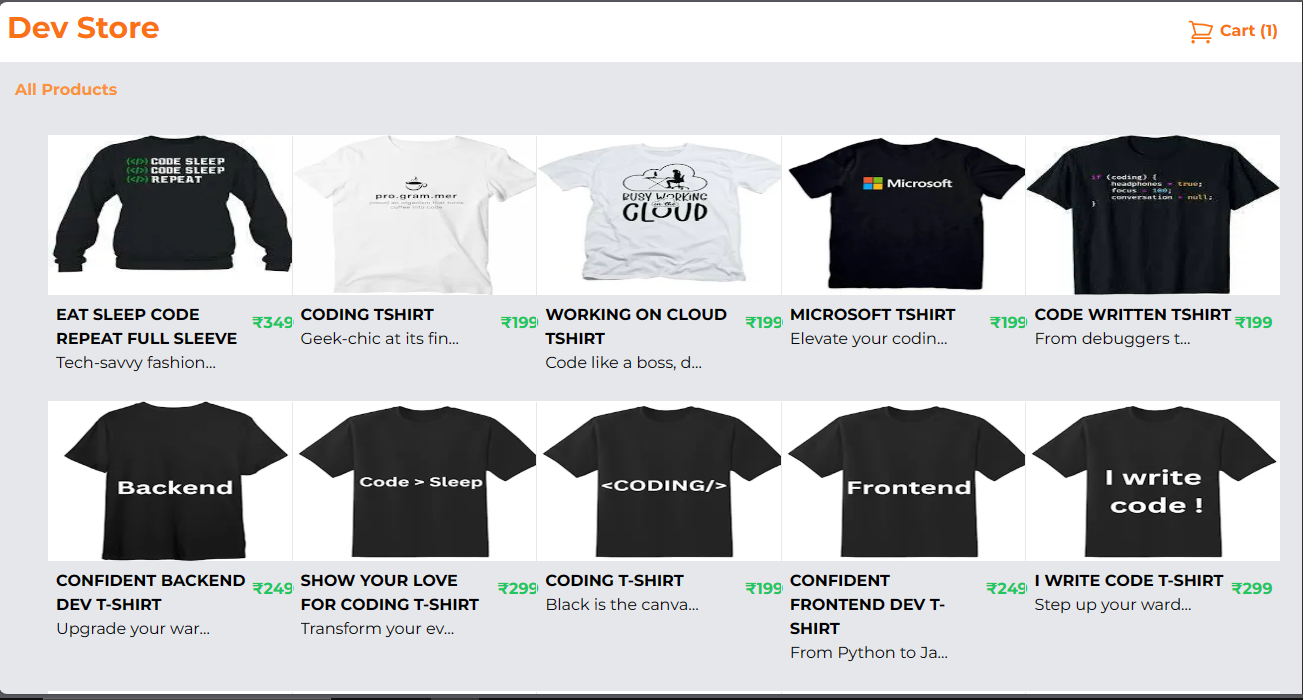 Dev Store
Cart (1)
All Products
(</>) CODE SLEEP
(</>) CODE SLEEP
(</>) REPEAT
pro.gram.mer
BUSY WORKING
in the
CLOUD
Microsoft
if (coding) {
headphones = true;
focus = 100;
conversation = null;
}
EAT SLEEP CODE
REPEAT FULL SLEEVE
₹349
Tech-savvy fashion...
CODING TSHIRT
₹199
Geek-chic at its fin...
WORKING ON CLOUD
TSHIRT
₹199
Code like a boss, d...
MICROSOFT TSHIRT
₹199
Elevate your codin...
CODE WRITTEN TSHIRT
₹199
From debuggers t...
Backend
Code > Sleep
<CODING/>
Frontend
I write
code !
CONFIDENT BACKEND
DEV T-SHIRT
₹249
Upgrade your war...
SHOW YOUR LOVE
FOR CODING T-SHIRT
₹299
Transform your ev...
CODING T-SHIRT
₹199
Black is the canva...
CONFIDENT
FRONTEND DEV T-
SHIRT
₹249
From Python to Ja...
I WRITE CODE T-SHIRT
₹299
Step up your ward...